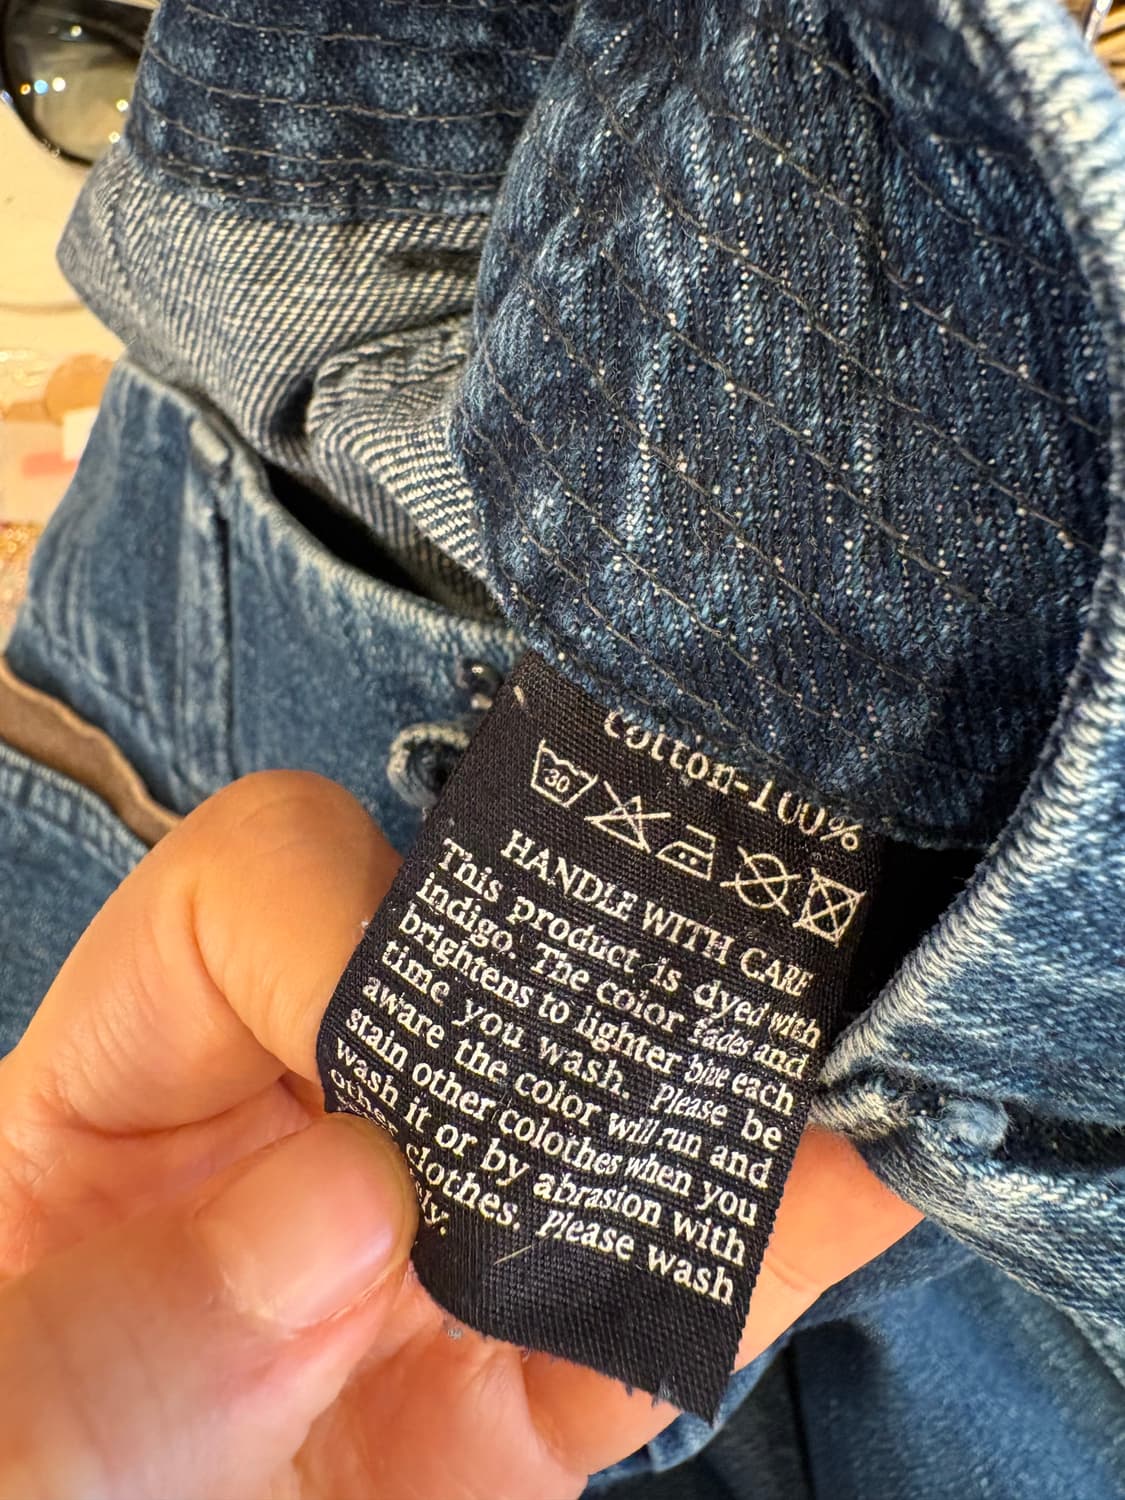 cotton-100%
30
HANDLE WITH CARE
This product is dyed with
indigo. The color fades and
brightens to lighter blue each
time you wash. Please be
aware the color will run and
stain other colothes when you
wash it or by abrasion with
other clothes. Please wash
ly.